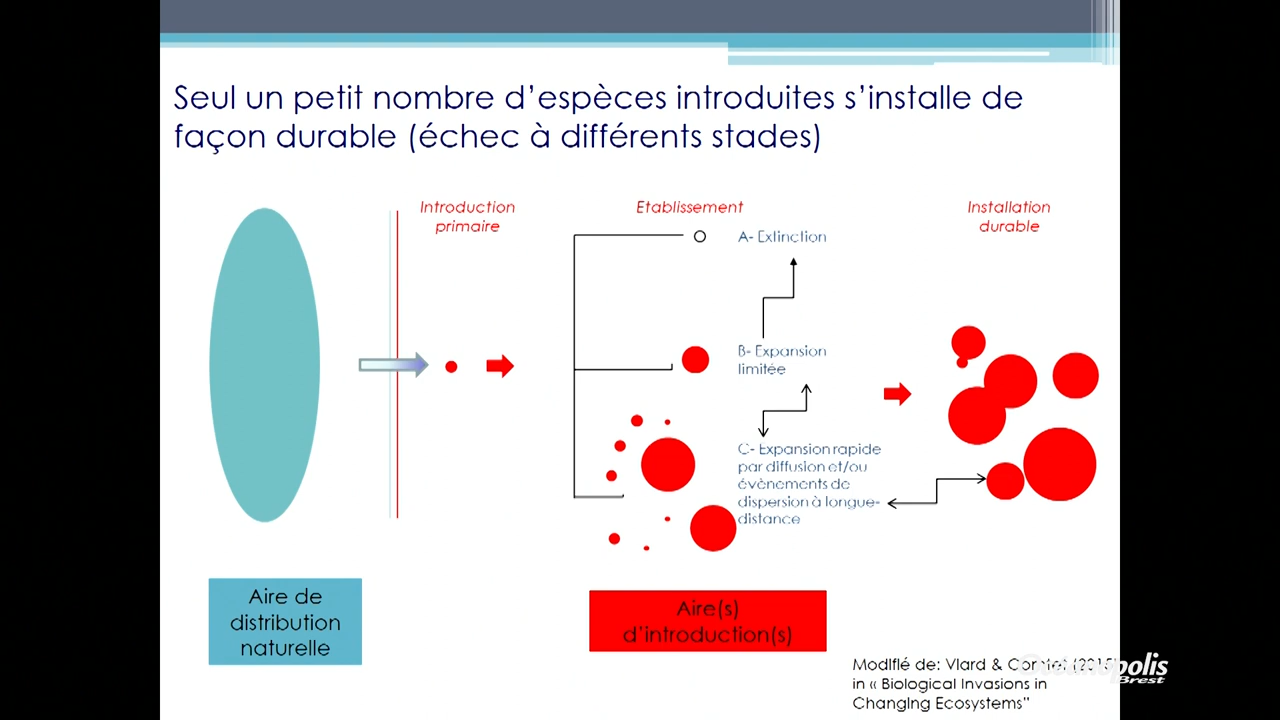 Seul un petit nombre d'espèces introduites s'installe de
façon durable (échec à différents stades)
Introduction
primaire
Etablissement
Installation
durable
A- Extinction
B- Expansion
limitée
C- Expansion rapide
par diffusion et/ou
évènements de
dispersion à longue-
distance
Aire de
distribution
naturelle
Aire(s)
d'introduction(s)
Modifié de: Viard & 
in « Biological Invasions in
Changing Ecosystems"
Océanopolis
Brest